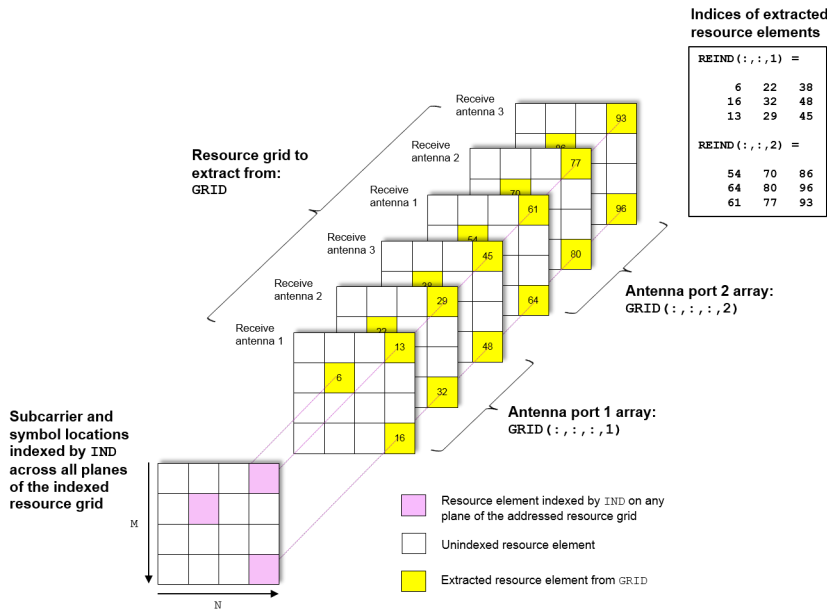 Indices of extracted
resource elements
REIND(:,:,1) =
6 22 38
16 32 48
13 29 45
REIND(:,:,2) =
54 70 86
64 80 96
61 77 93
Receive
antenna 3
93
86
96
Receive
antenna 2
77
70
80
Receive
antenna 1
61
54
64
Receive
antenna 3
45
38
48
Receive
antenna 2
29
22
32
Receive
antenna 1
13
6
16
Resource grid to
extract from:
GRID
Antenna port 2 array:
GRID(:,:,:,2)
Antenna port 1 array:
GRID(:,:,:,1)
Subcarrier and
symbol locations
indexed by IND
across all planes
of the indexed
resource grid
M
N
Resource element indexed by IND on any
plane of the addressed resource grid
Unindexed resource element
Extracted resource element from GRID